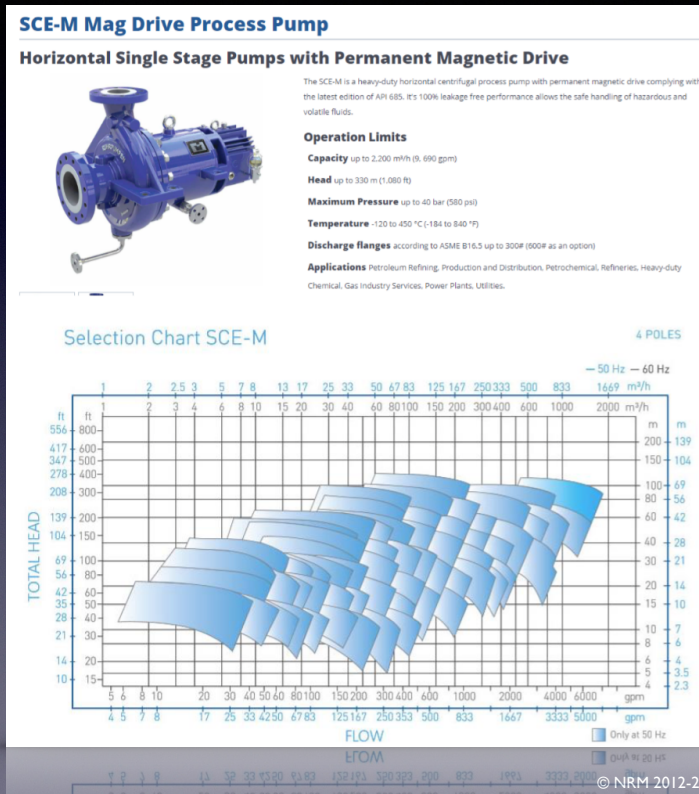 SCE-M Mag Drive Process Pump
Horizontal Single Stage Pumps with Permanent Magnetic Drive
The SCE-M is a heavy-duty horizontal centrifugal process pump with permanent magnetic drive complying with
the latest edition of API 685. It's 100% leakage free performance allows the safe handling of hazardous and
volatile fluids.
Operation Limits
Capacity up to 2,200 m³/h (9. 690 gpm)
Head up to 330 m (1.080 ft)
Maximum Pressure up to 40 bar (580 psi)
Temperature -120 to 450 °C (-184 to 840 °F)
Discharge flanges according to ASME B16.5 up to 300# (600# as an option)
Applications Petroleum Refining, Production and Distribution, Petrochemical, Refineries, Heavy-duty
Chemical, Gas Industry Services, Power Plants, Utilities.
Selection Chart SCE-M
4 POLES
— 50 Hz — 60 Hz
1 2 2.5 3 5 7 8 13 17 25 33 50 67 83 125 167 250 333 500 833 1669 m³/h
1 2 3 4 6 8 10 15 20 30 40 60 80 100 150 200 300 400 600 1000 2000 m³/h
ft ft m m
556 800 200 139
417 600 150 104
347 500
278 400 100 69
208 300 80 56
139 200 60 42
104 150 40 28
69 100 30 21
56 80 20 14
42 60 15 10
35 50
28 40 10 7
21 30 8 6
14 20 6 4
10 15 5 3.5
4 2.3
TOTAL HEAD
5 6 8 10 20 30 40 50 60 80 100 150 200 300 400 600 1000 2000 4000 6000 gpm
4 5 7 8 17 25 33 42 50 67 83 125 167 250 353 500 833 1667 3333 5000 gpm
FLOW
Only at 50 Hz
© NRM 2012-2